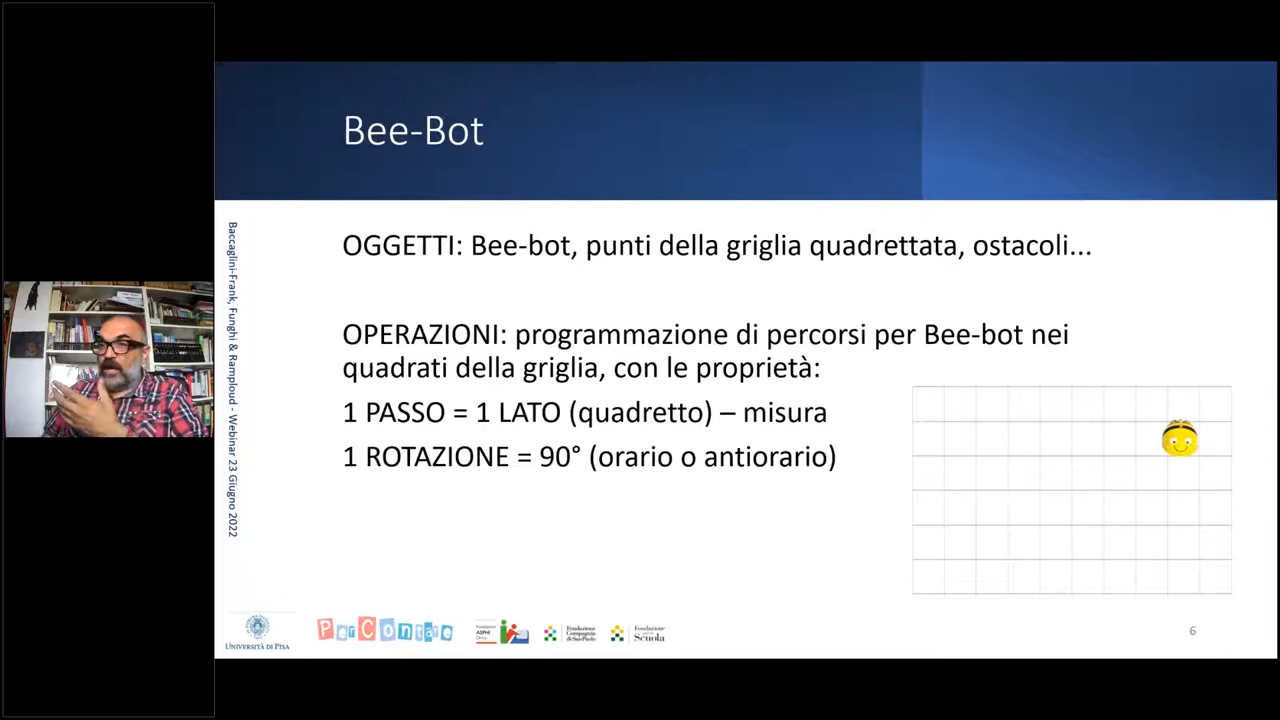 Bee-Bot
Baccaglini-Frank, Funghi & Ramploud - Webinar 23 Giugno 2022
OGGETTI: Bee-bot, punti della griglia quadrettata, ostacoli...
OPERAZIONI: programmazione di percorsi per Bee-bot nei
quadrati della griglia, con le proprietà:
1 PASSO = 1 LATO (quadretto) – misura
1 ROTAZIONE = 90° (orario o antiorario)
UNIVERSITÀ DI PISA
PerContare
Fondazione
ASPHI
Onlus
Fondazione
Compagnia
di San Paolo
Fondazione
per la
Scuola
6